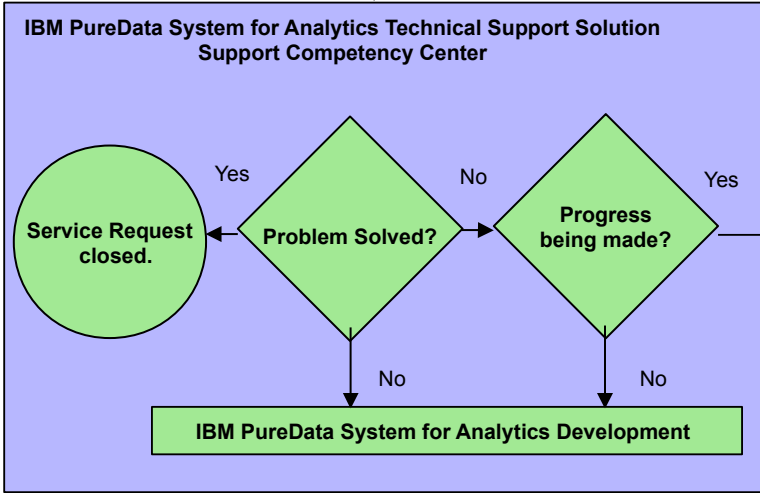 IBM PureData System for Analytics Technical Support Solution
Support Competency Center
Yes
No
Yes
Service Request
closed.
Problem Solved?
Progress
being made?
No
No
IBM PureData System for Analytics Development